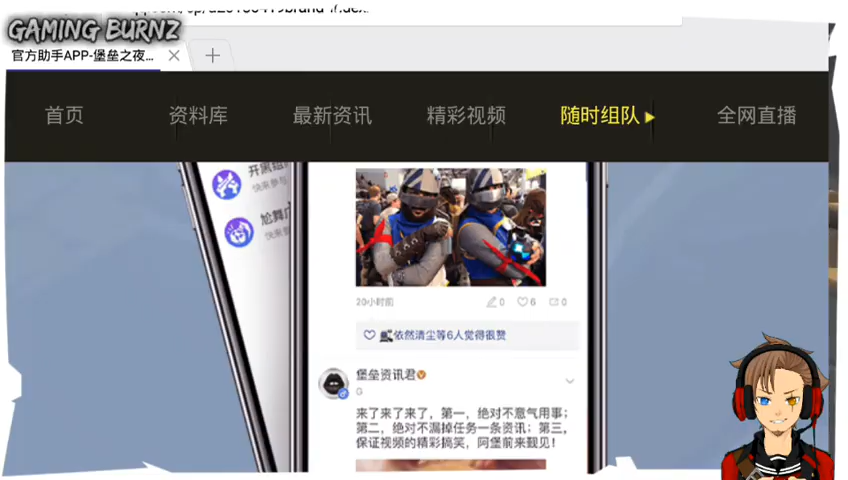 GAMING BURNZ
官方助手APP-堡垒之夜...
首页 资料库 最新资讯 精彩视频 随时组队 全网直播
快来参与
20小时前 0 6 0
依然清尘等6人觉得很赞
堡垒资讯君
G
来了来了来了，第一，绝对不意气用事；
第二，绝对不漏掉任务一条资讯；第三，
保证视频的精彩搞笑，阿堡前来觐见！